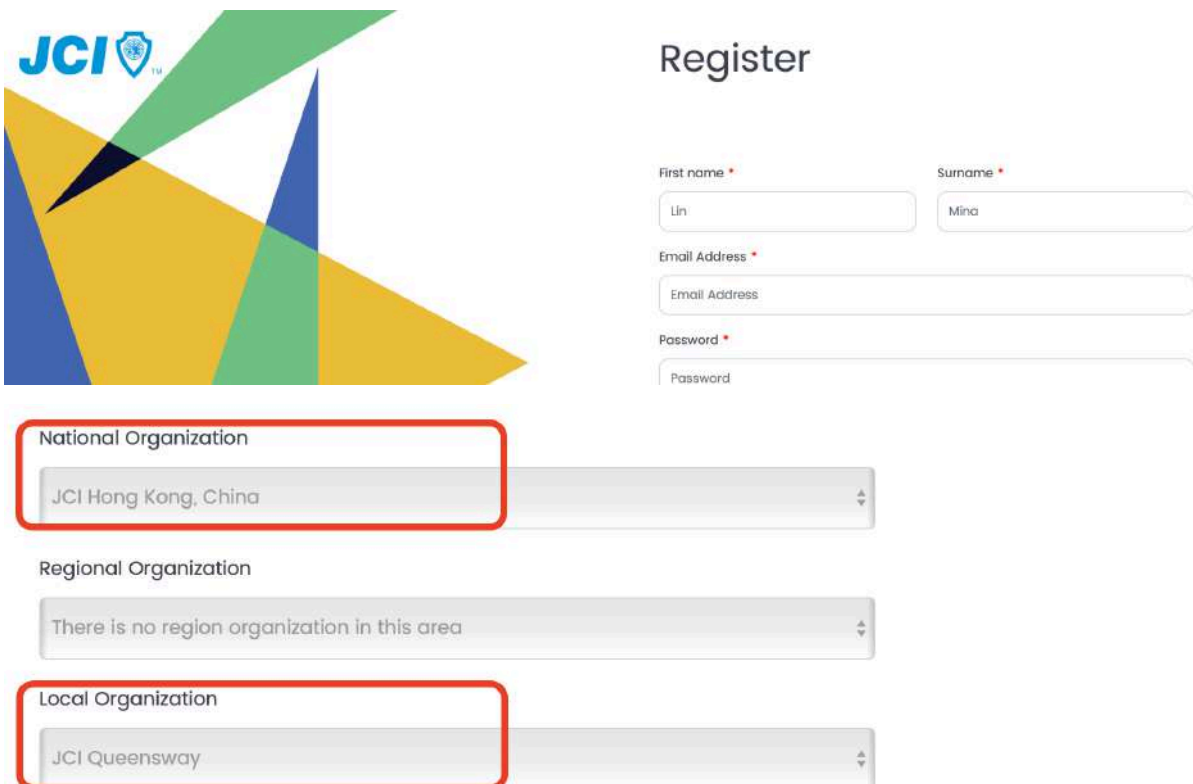 JCI TM
Register
First name * Surname *
Lin Mina
Email Address *
Email Address
Password *
Password
National Organization
JCI Hong Kong, China
Regional Organization
There is no region organization in this area
Local Organization
JCI Queensway